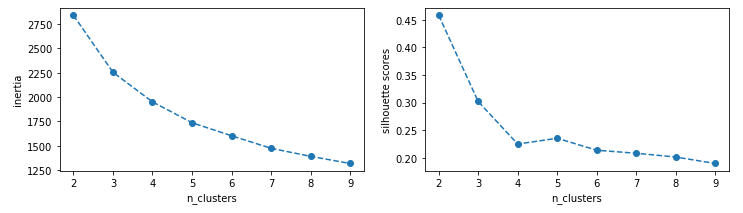 2750
2500
2250
2000
1750
1500
1250
inertia
2 3 4 5 6 7 8 9
n_clusters
0.45
0.40
0.35
0.30
0.25
0.20
silhouette scores
2 3 4 5 6 7 8 9
n_clusters